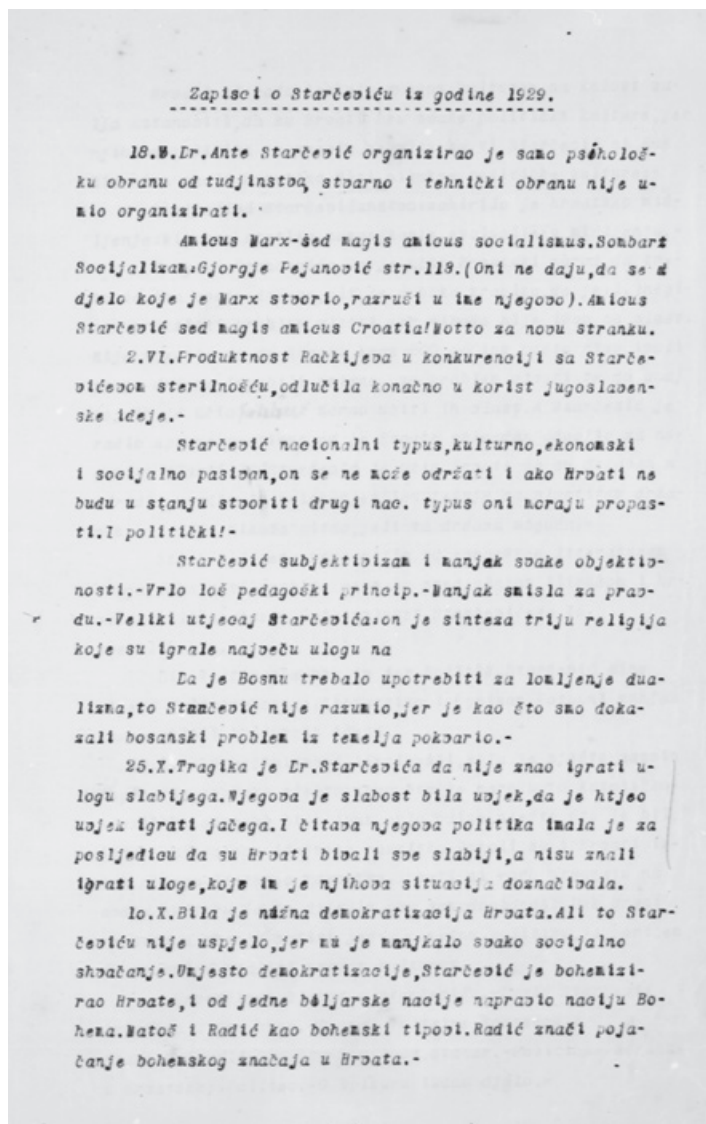 Zapisci o Starčeviću iz godine 1929.
18.V.Dr.Ante Starčević organizirao je samo psihološ-
ku obranu od tudjinstva, stvarno i tehnički obranu nije u-
mio organizirati.-
Amicus Marx-sed magis amicus socialismus.Sombart
Socijalizam:Gjorgje Pejanović str.118.(Oni ne daju,da se
djelo koje je Marx stvorio,razruči u ime njegovo).Amicus
Starčević sed magis amicus Croatia!Motto za novu stranku.
2.VI.Produktnost Račkijeva u konkurenciji sa Starče-
vićevom sterilnošću,odlučila konačno u korist jugoslaven-
ske ideje.-
Starčević nacionalni typus,kulturno,ekonomski
i socijalno pasivan,on se ne može održati i ako Hrvati ne
budu u stanju stvoriti drugi nac. typus oni moraju propas-
ti.I politički!-
Starčević subjektivizam i manjak svake objektiv-
nosti.-Vrlo loš pedagoški princip.-Manjak smisla za prav-
du.-Veliki utjecaj Starčevića:on je sinteza triju religija
koje su igrale največu ulogu na
Da je Bosnu trebalo upotrebiti za lomljenje dua-
lizma,to Starčević nije razumio,jer je kao čto smo doka-
zali bosanski problem iz temelja pokvario.-
25.X.Tragika je Dr.Starčevića da nije znao igrati u-
logu slabijega.Njegova je slabost bila uvjek,da je htjeo
uvjek igrati jačega.I čitava njegova politika imala je za
posljedicu da su Hrvati bivali sve slabiji,a nisu znali
igrati uloge,koje im je njihova situacija doznačivala.
10.X.Bila je nužna demokratizacija Hrvata.Ali to Star-
čeviću nije uspjelo,jer mu je manjkalo svako socijalno
shvačanje.Umjesto demokratizacije,Starčević je bohemizi-
rao Hrvate,i od jedne biljarske nacije napravio naciju Bo-
hema.Matoš i Radić kao bohemski tipovi.Radić znači poja-
čanje bohemskog značaja u Hrvata.-